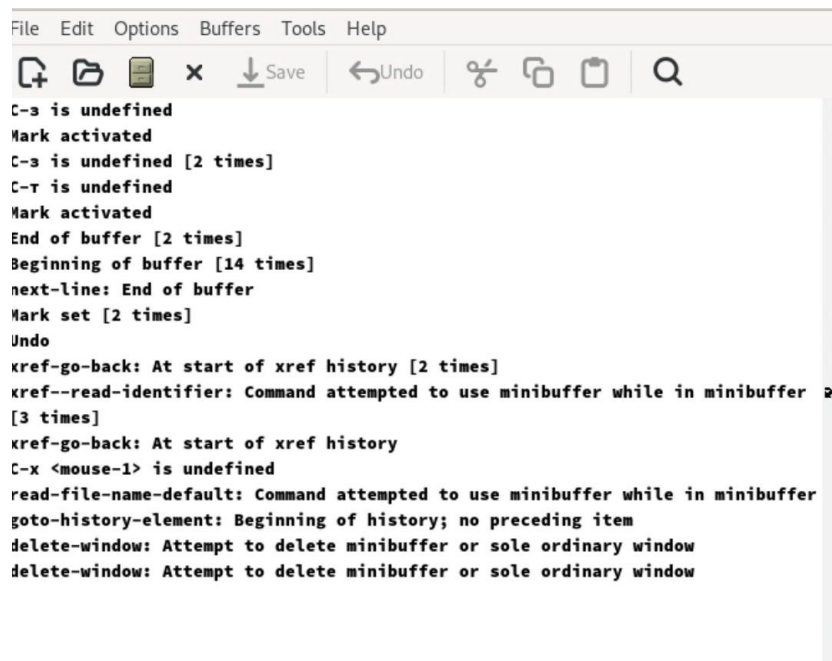 File Edit Options Buffers Tools Help
Save Undo
C-з is undefined
Mark activated
C-з is undefined [2 times]
C-т is undefined
Mark activated
End of buffer [2 times]
Beginning of buffer [14 times]
next-line: End of buffer
Mark set [2 times]
Undo
xref-go-back: At start of xref history [2 times]
xref--read-identifier: Command attempted to use minibuffer while in minibuffer
[3 times]
xref-go-back: At start of xref history
C-x <mouse-1> is undefined
read-file-name-default: Command attempted to use minibuffer while in minibuffer
goto-history-element: Beginning of history; no preceding item
delete-window: Attempt to delete minibuffer or sole ordinary window
delete-window: Attempt to delete minibuffer or sole ordinary window